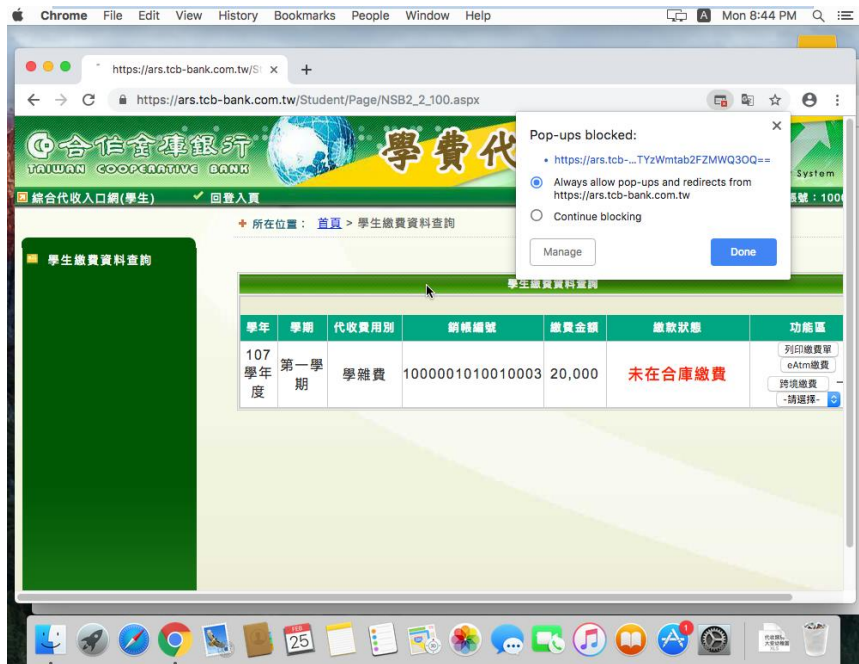 Chrome File Edit View History Bookmarks People Window Help
A Mon 8:44 PM
https://ars.tcb-bank.com.tw/St
https://ars.tcb-bank.com.tw/Student/Page/NSB2_2_100.aspx
合作金庫銀行
TAIWAN COOPERATIVE BANK
學費代
System
Pop-ups blocked:
https://ars.tcb-...TYzWmtab2FZMWQ3OQ==
Always allow pop-ups and redirects from
https://ars.tcb-bank.com.tw
Continue blocking
Manage
Done
綜合代收入口網(學生)
回登入頁
帳號:100
所在位置: 首頁 > 學生繳費資料查詢
學生繳費資料查詢
學生繳費資料查詢
學年 學期 代收費用別 銷帳編號 繳費金額 繳款狀態 功能區
107學年度 第一學期 學雜費 1000001010010003 20,000 未在合庫繳費
列印繳費單
eAtm繳費
跨境繳費
-請選擇-
FEB
25
XLS